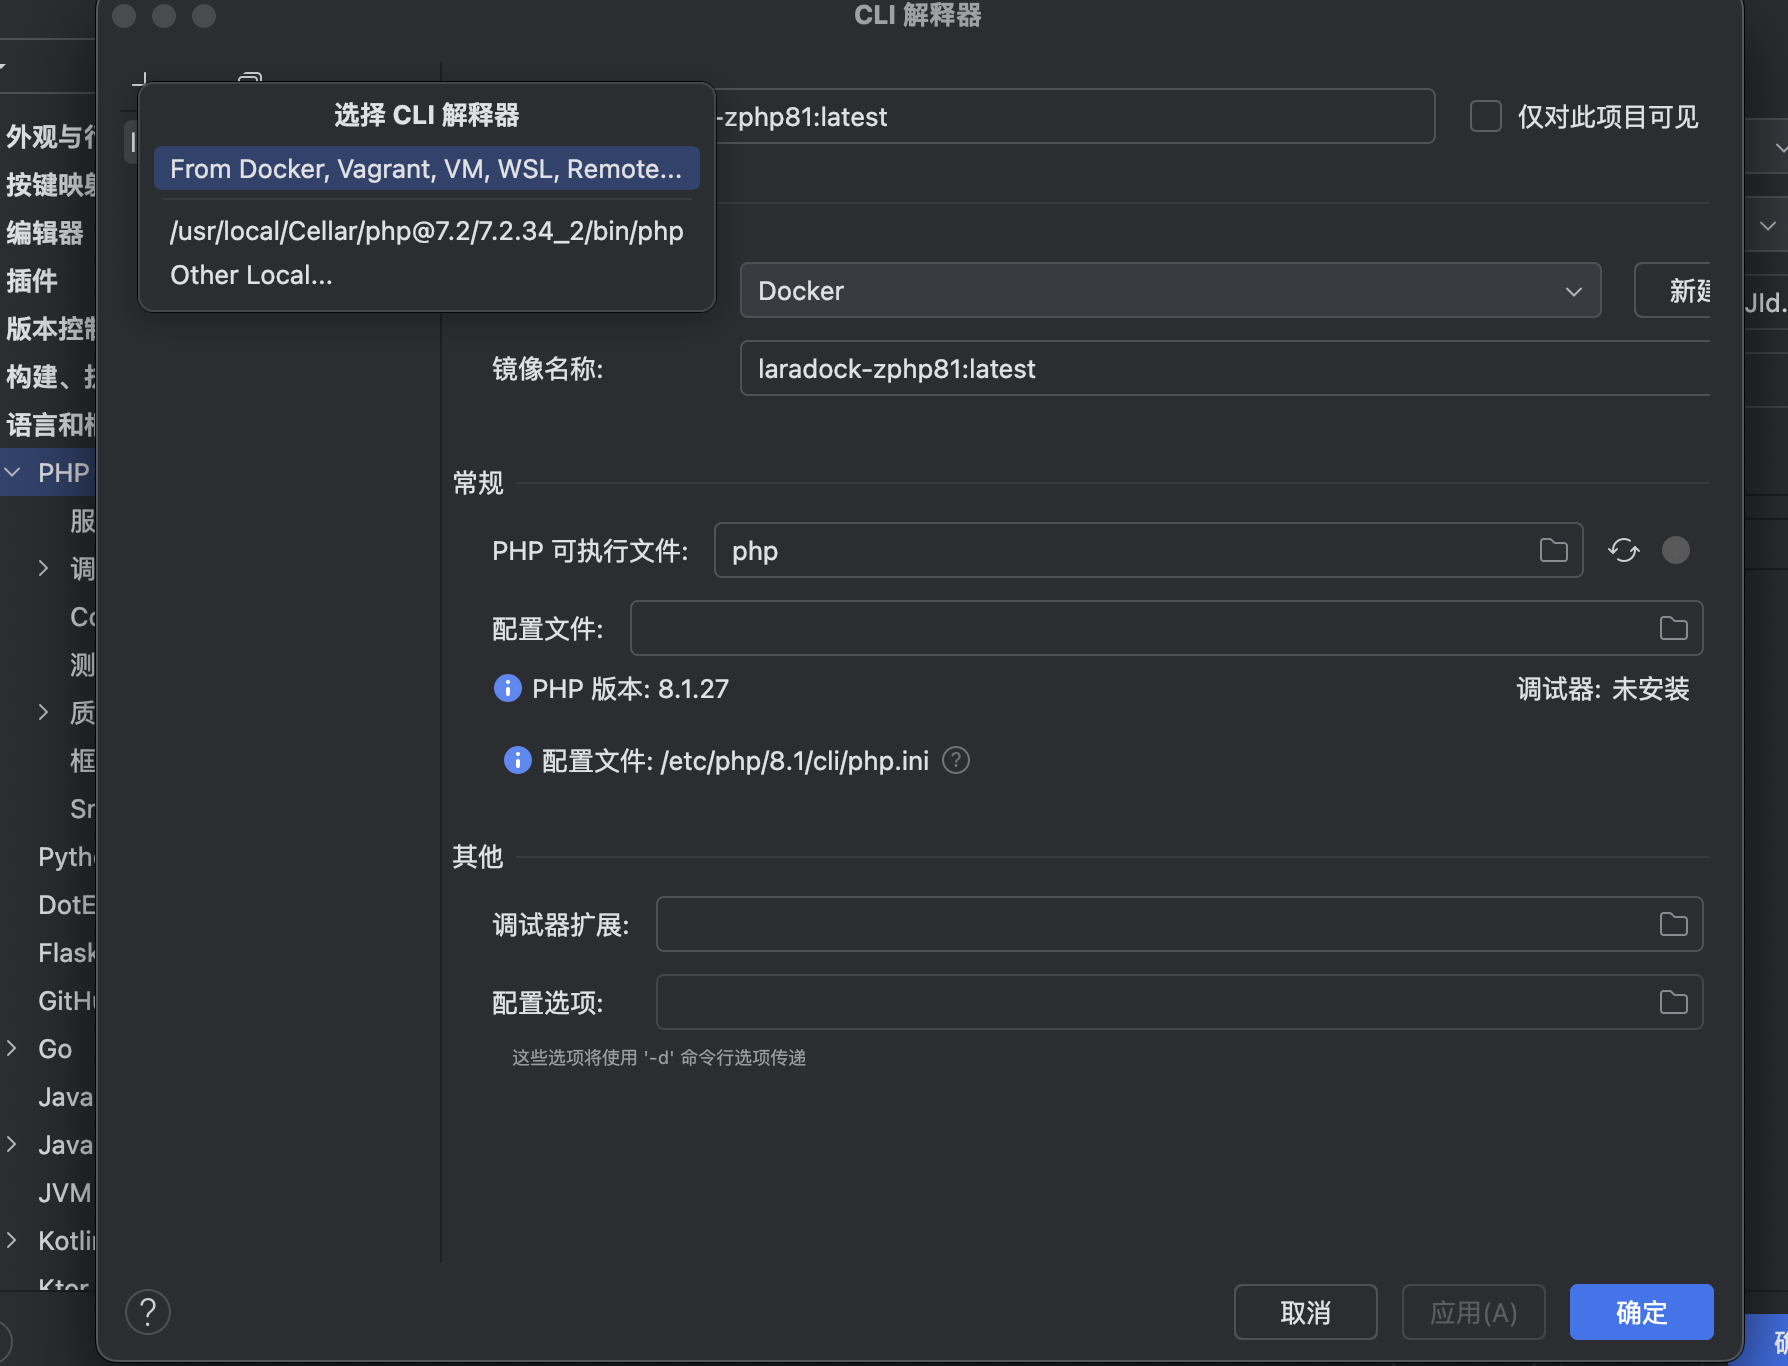 CLI 解释器
选择 CLI 解释器
From Docker, Vagrant, VM, WSL, Remote...
/usr/local/Cellar/php@7.2/7.2.34_2/bin/php
Other Local...
-zphp81:latest
仅对此项目可见
Docker
新建
镜像名称:
laradock-zphp81:latest
常规
PHP 可执行文件:
php
配置文件:
PHP 版本: 8.1.27
调试器: 未安装
配置文件: /etc/php/8.1/cli/php.ini
其他
调试器扩展:
配置选项:
这些选项将使用 '-d' 命令行选项传递
取消
应用(A)
确定
外观与行
按键映射
编辑器
插件
版本控制
构建、
语言和
PHP
服
调
Co
测
质
框
Sm
Pyth
DotE
Flask
GitHu
Go
Java
Java
JVM
Kotlin
Ktor
Jld.